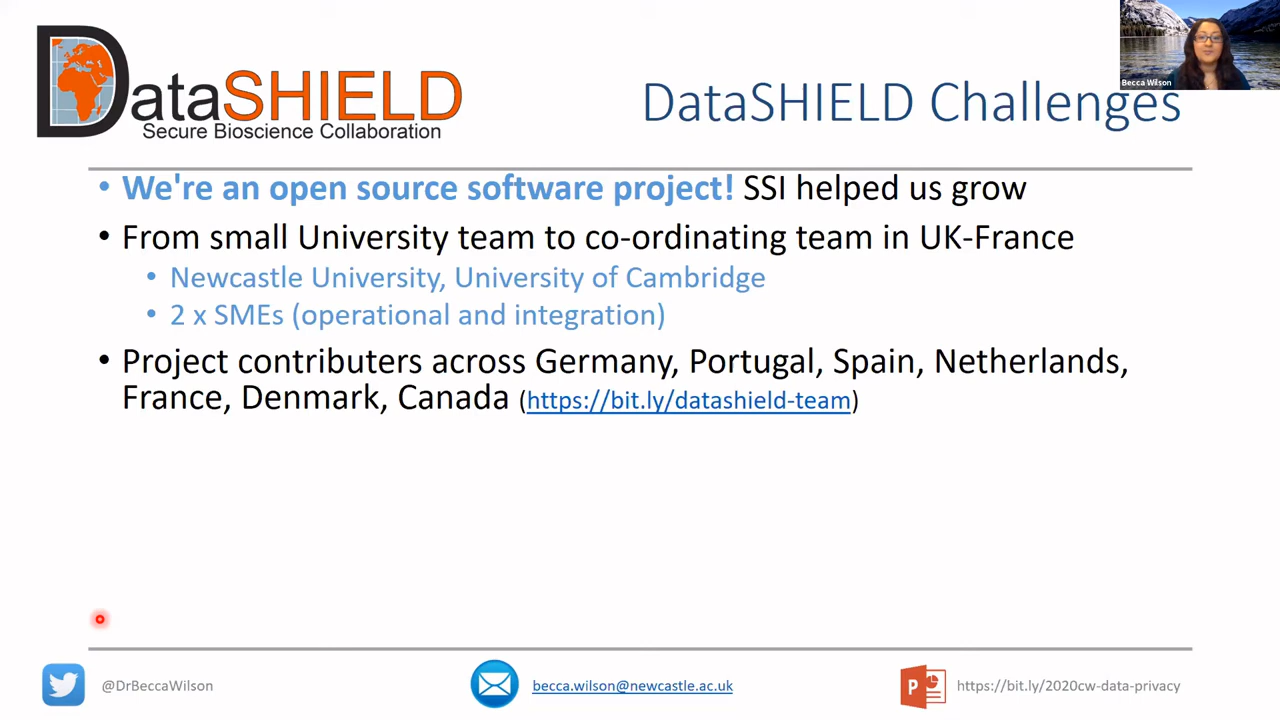 DataSHIELD
Secure Bioscience Collaboration
Becca Wilson
DataSHIELD Challenges
• We're an open source software project! SSI helped us grow
• From small University team to co-ordinating team in UK-France
• Newcastle University, University of Cambridge
• 2 x SMEs (operational and integration)
• Project contributers across Germany, Portugal, Spain, Netherlands,
France, Denmark, Canada (https://bit.ly/datashield-team)
@DrBeccaWilson
becca.wilson@newcastle.ac.uk
P
https://bit.ly/2020cw-data-privacy